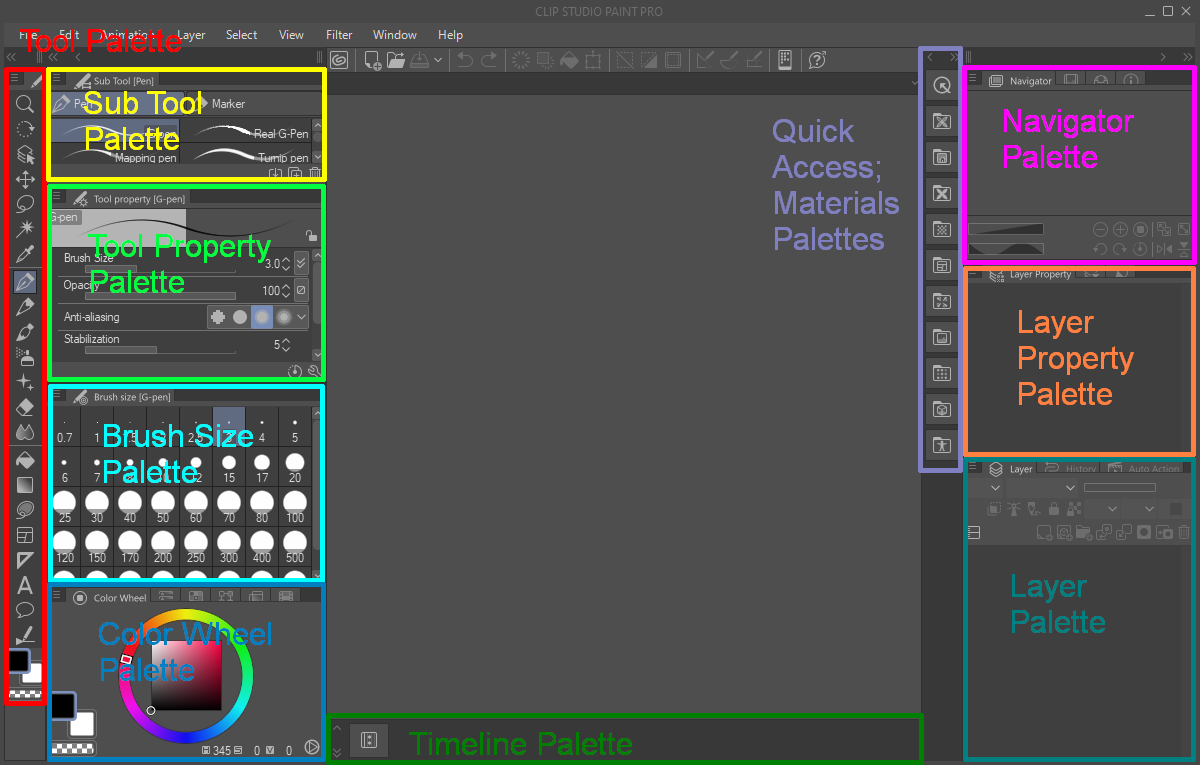 CLIP STUDIO PAINT PRO
File Edit Animation Layer Select View Filter Window Help
Tool Palette
Sub Tool [Pen]
Pen Marker
Sub Tool
Palette
Real G-Pen
Mapping pen Turnip pen
Tool property [G-pen]
G-pen
Tool Property
Palette
Brush Size 3.0
Opacity 100
Anti-aliasing
Stabilization 5
Brush size [G-pen]
0.7 1 2.5 4 5
Brush Size
Palette
6 7 12 15 17 20
25 30 40 50 60 70 80 100
120 150 170 200 250 300 400 500
Color Wheel
Color Wheel
Palette
H 345 S 0 V 0
Timeline Palette
Quick
Access;
Materials
Palettes
Navigator
Navigator
Palette
Layer Property
Layer
Property
Palette
Layer History Auto Action
Layer
Palette